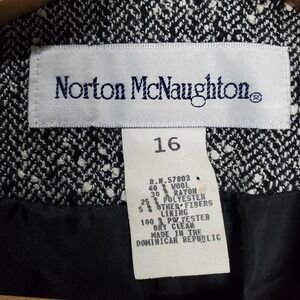 Norton McNaughton®
16
R.N.57803
40 % WOOL
30 % RAYON
25 % POLYESTER
5 % OTHER FIBERS
LINING
100 % POLYESTER
DRY CLEAN
MADE IN THE
DOMINICAN REPUBLIC